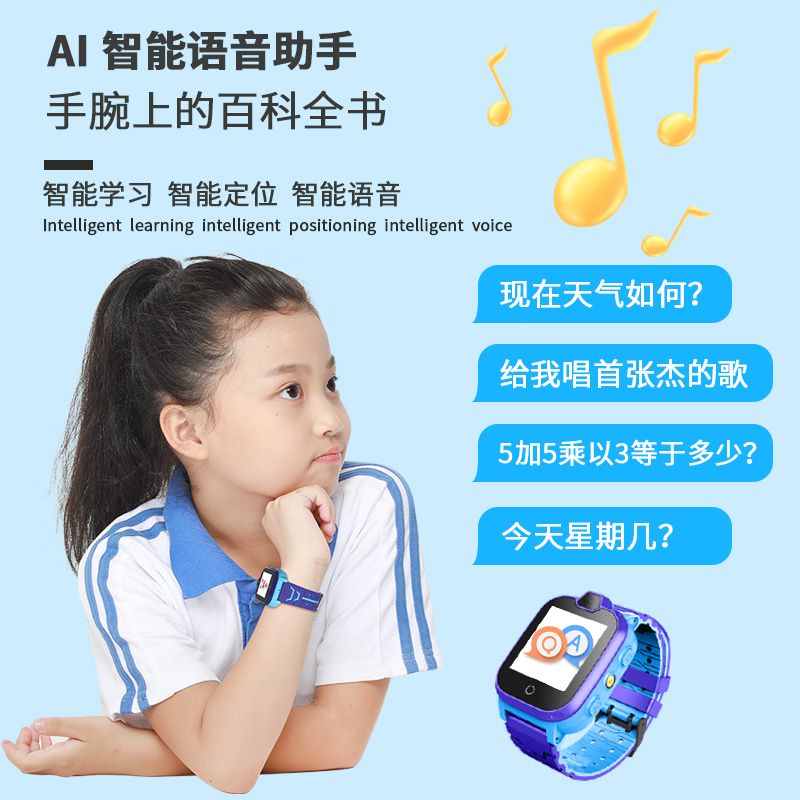 AI 智能语音助手
手腕上的百科全书
智能学习 智能定位 智能语音
Intelligent learning intelligent positioning intelligent voice
现在天气如何？
给我唱首张杰的歌
5加5乘以3等于多少？
今天星期几？
Q A